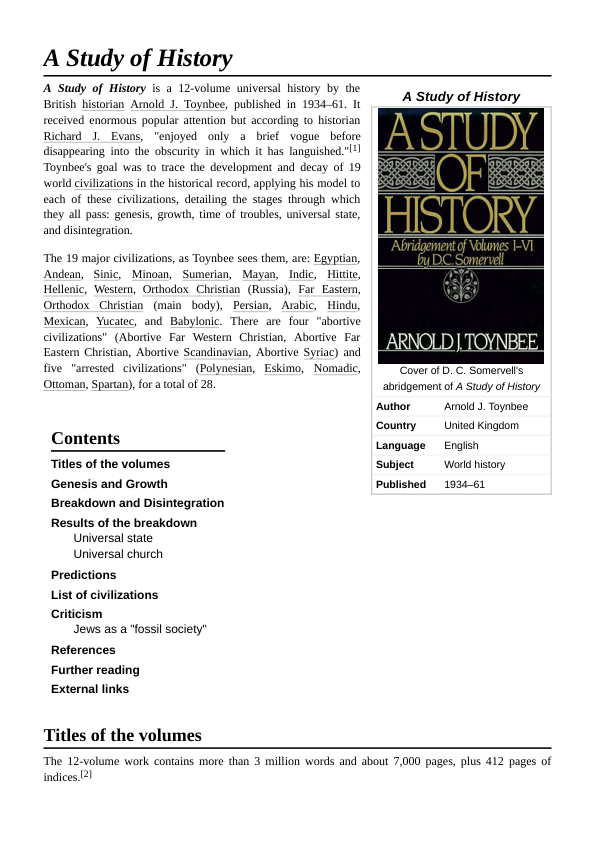 A Study of History
A Study of History is a 12-volume universal history by the
British historian Arnold J. Toynbee, published in 1934–61. It
received enormous popular attention but according to historian
Richard J. Evans, "enjoyed only a brief vogue before
disappearing into the obscurity in which it has languished."[1]
Toynbee's goal was to trace the development and decay of 19
world civilizations in the historical record, applying his model to
each of these civilizations, detailing the stages through which
they all pass: genesis, growth, time of troubles, universal state,
and disintegration.
The 19 major civilizations, as Toynbee sees them, are: Egyptian,
Andean, Sinic, Minoan, Sumerian, Mayan, Indic, Hittite,
Hellenic, Western, Orthodox Christian (Russia), Far Eastern,
Orthodox Christian (main body), Persian, Arabic, Hindu,
Mexican, Yucatec, and Babylonic. There are four "abortive
civilizations" (Abortive Far Western Christian, Abortive Far
Eastern Christian, Abortive Scandinavian, Abortive Syriac) and
five "arrested civilizations" (Polynesian, Eskimo, Nomadic,
Ottoman, Spartan), for a total of 28.
A Study of History
A STUDY
OF
HISTORY
Abridgement of Volumes I–VI
by D.C. Somervell
ARNOLD J. TOYNBEE
Cover of D. C. Somervell's
abridgement of A Study of History
Author Arnold J. Toynbee
Country United Kingdom
Language English
Subject World history
Published 1934–61
Contents
Titles of the volumes
Genesis and Growth
Breakdown and Disintegration
Results of the breakdown
Universal state
Universal church
Predictions
List of civilizations
Criticism
Jews as a "fossil society"
References
Further reading
External links
Titles of the volumes
The 12-volume work contains more than 3 million words and about 7,000 pages, plus 412 pages of
indices.[2]